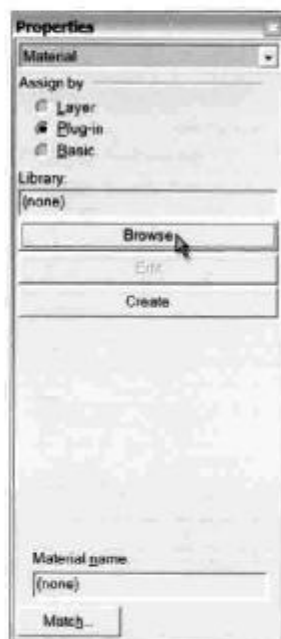 Properties
Material
Assign by
Layer
Plug-in
Basic
Library:
(none)
Browse
Edit
Create
Material name
(none)
Match...